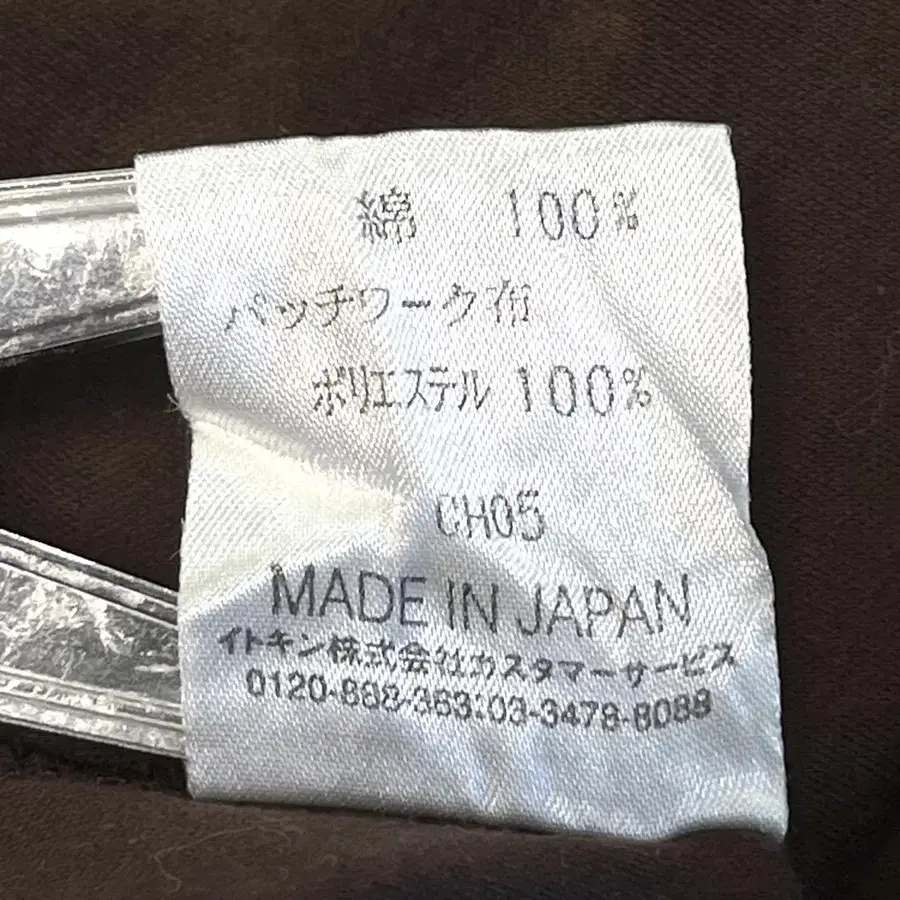 綿 100%
パッチワーク布
ポリエステル 100%
CH05
MADE IN JAPAN
イトキン株式会社カスタマーサービス
0120-888-363:03-3478-8088